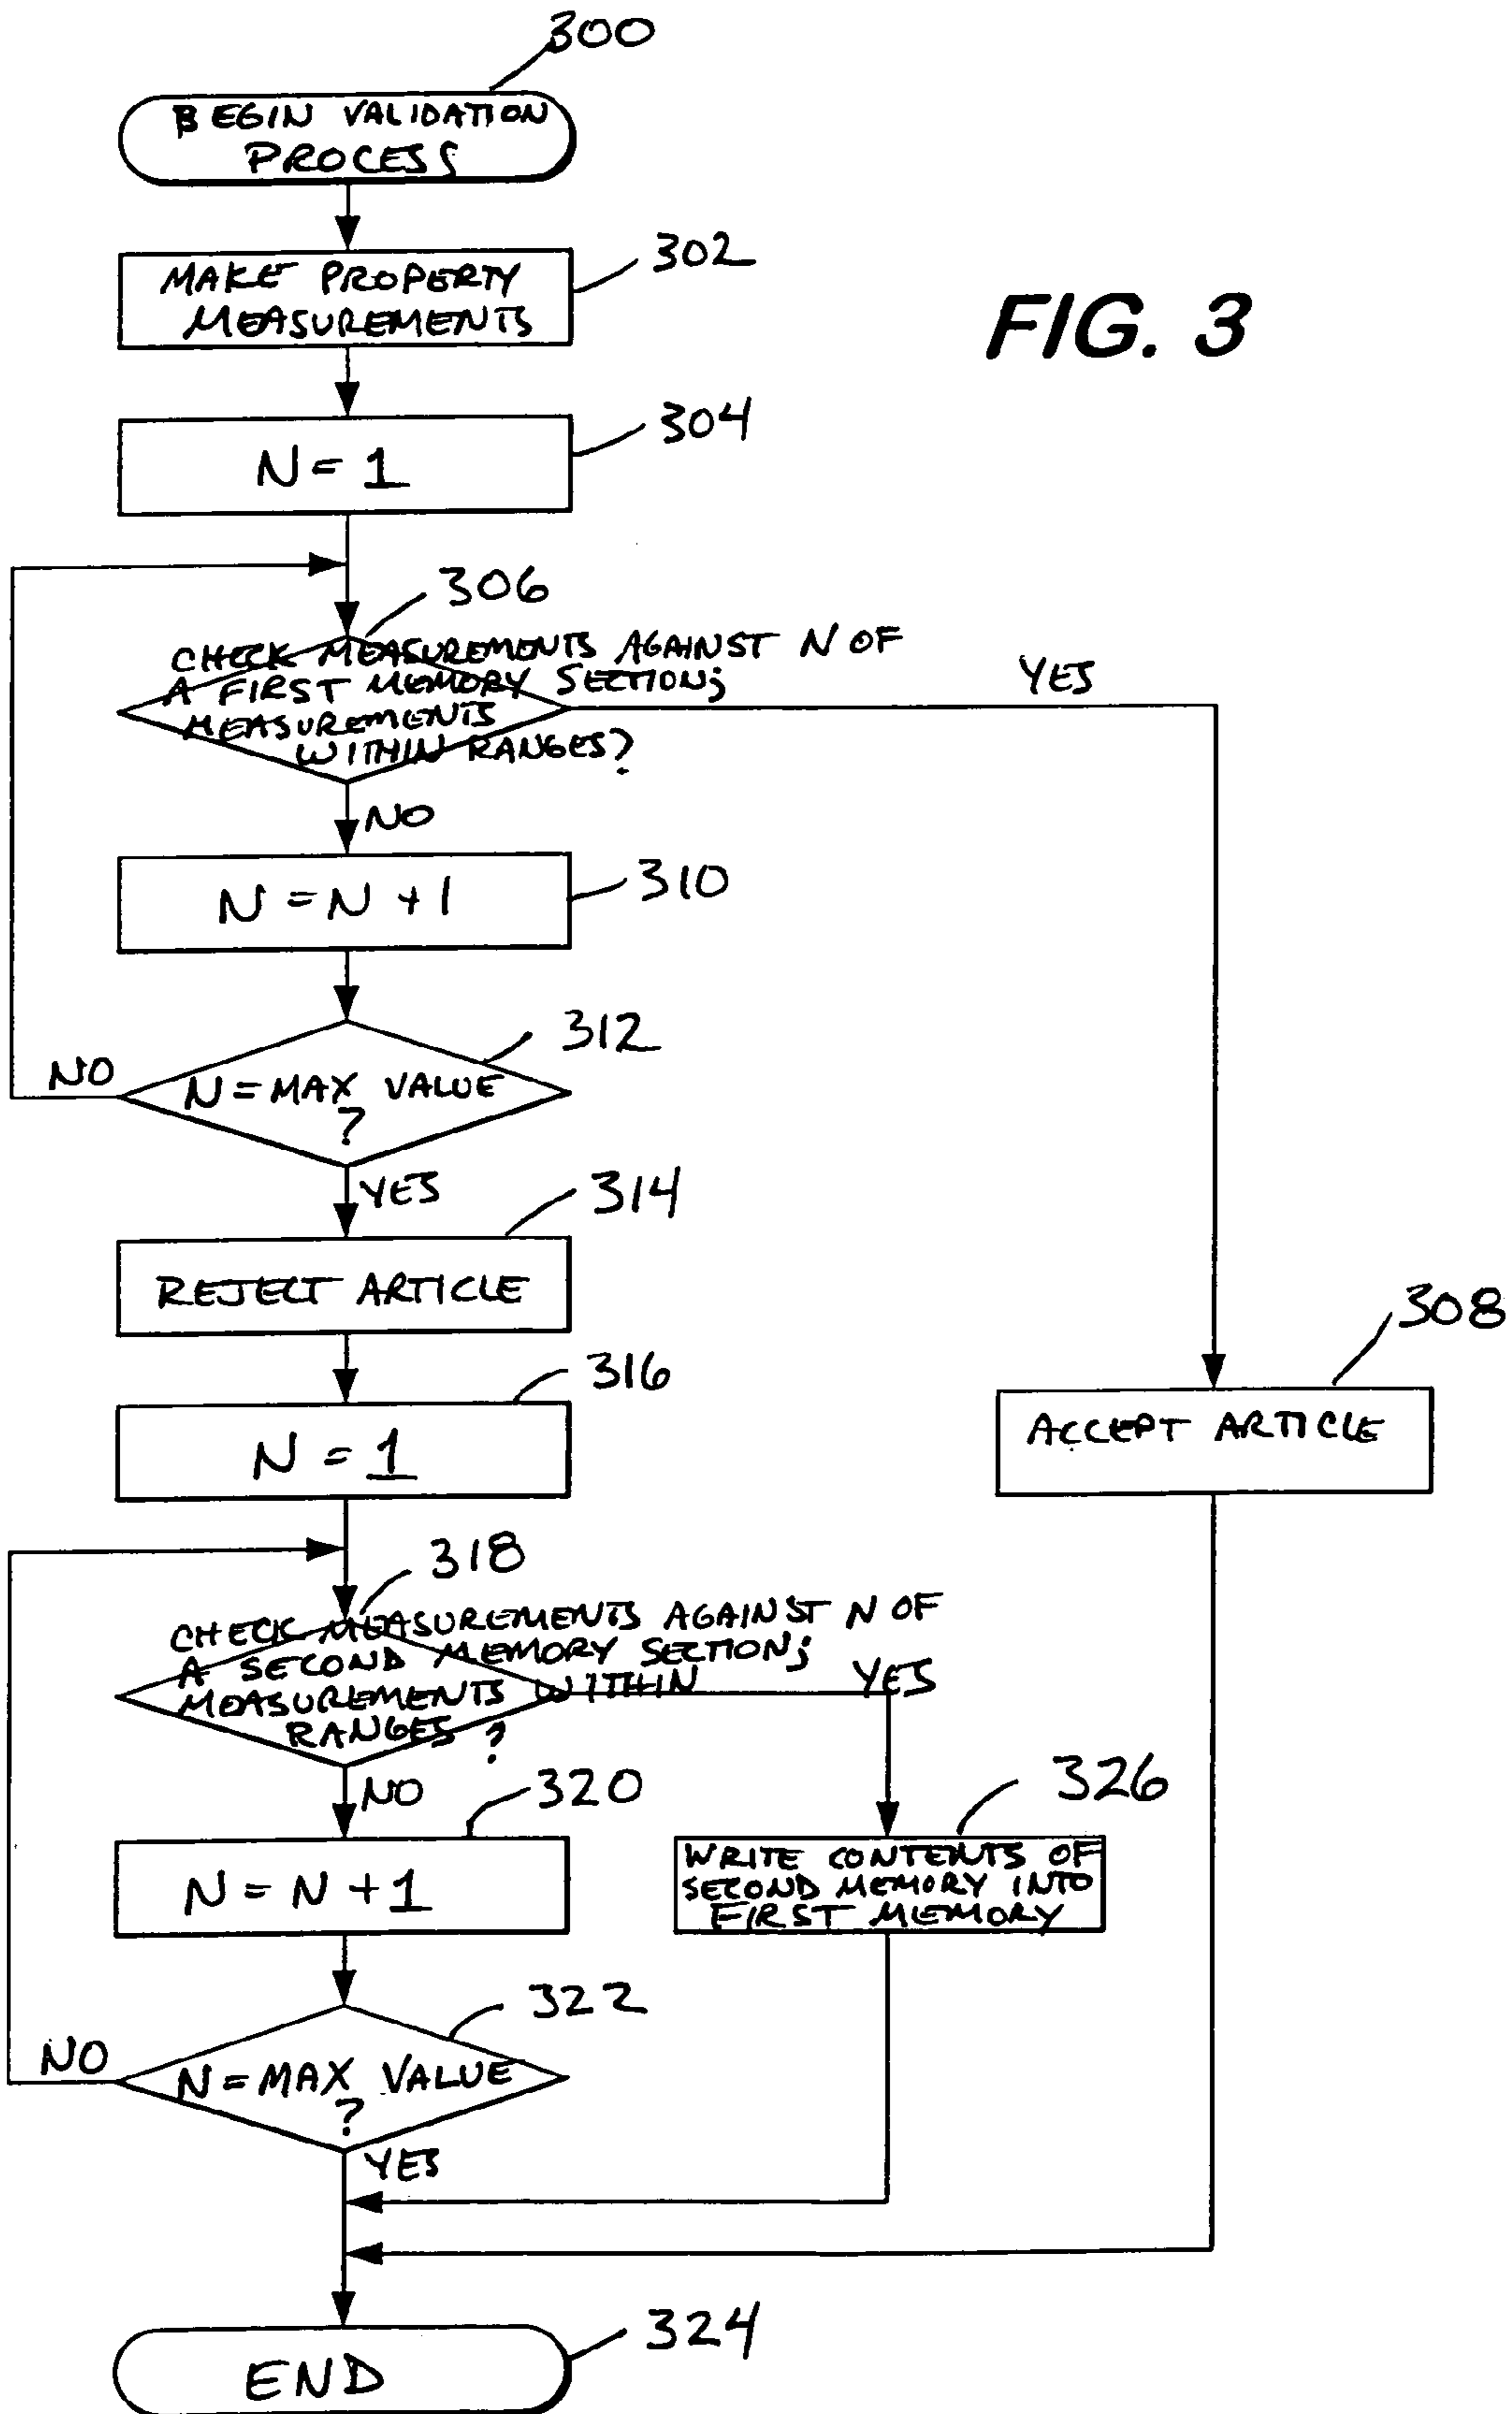 300
BEGIN VALIDATION
PROCESS
302
MAKE PROPERTY
MEASUREMENTS
FIG. 3
304
N = 1
306
CHECK MEASUREMENTS AGAINST N OF
A FIRST MEMORY SECTION;
MEASUREMENTS
WITHIN RANGES?
YES
NO
310
N = N + 1
312
NO
N = MAX VALUE
?
YES
314
REJECT ARTICLE
308
ACCEPT ARTICLE
316
N = 1
318
CHECK MEASUREMENTS AGAINST N OF
A SECOND MEMORY SECTION;
MEASUREMENTS WITHIN
RANGES ?
YES
NO
320
N = N + 1
326
WRITE CONTENTS OF
SECOND MEMORY INTO
FIRST MEMORY
322
NO
N = MAX VALUE
?
YES
324
END